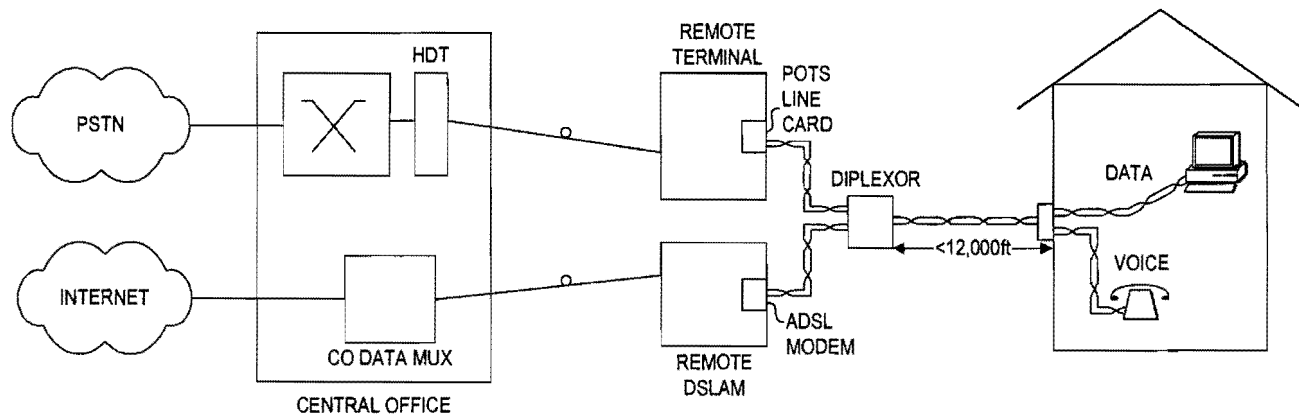 PSTN
INTERNET
HDT
CO DATA MUX
CENTRAL OFFICE
REMOTE
TERMINAL
POTS
LINE
CARD
DIPLEXOR
<12,000ft
ADSL
MODEM
REMOTE
DSLAM
DATA
VOICE